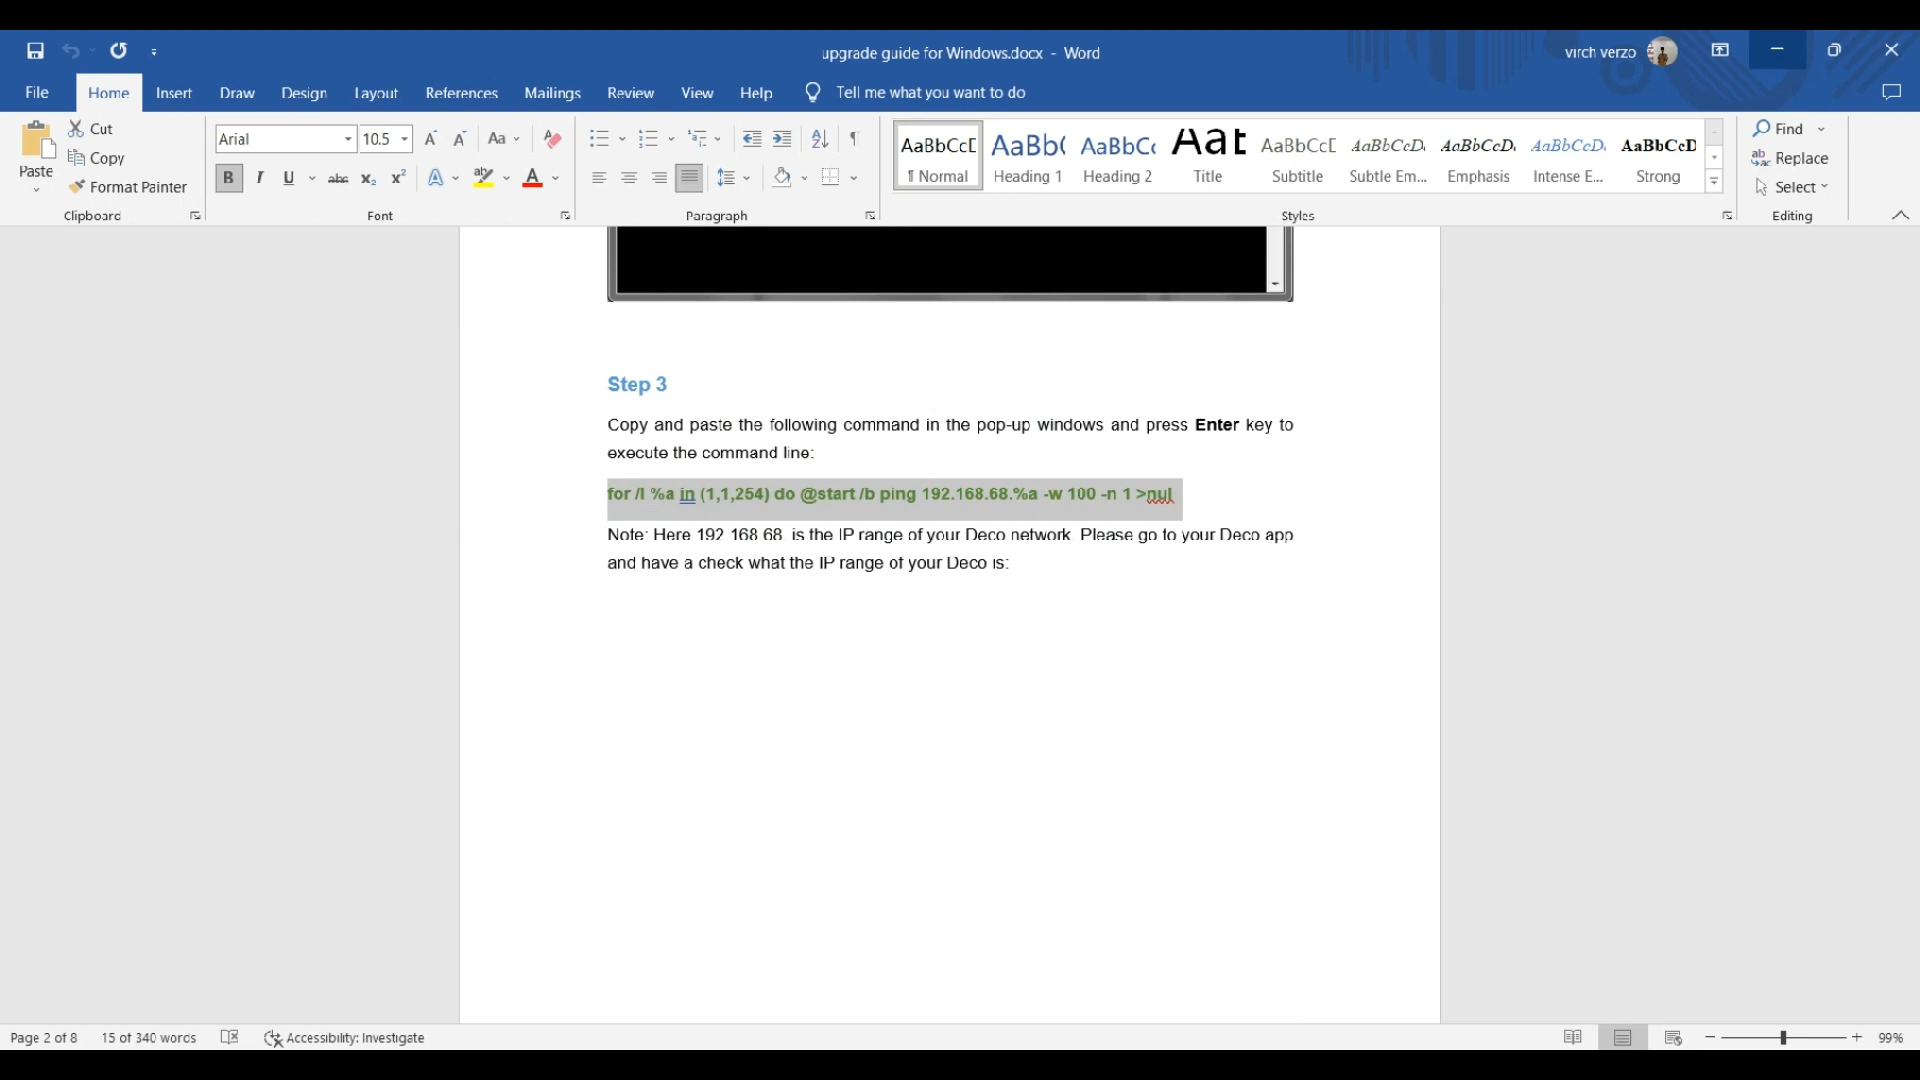 upgrade guide for Windows.docx - Word
virch verzo
File Home Insert Draw Design Layout References Mailings Review View Help Tell me what you want to do
Paste
Cut
Copy
Format Painter
Clipboard
Arial 10.5
Font
Paragraph
AaBbCcD AaBb( AaBbCc Aat AaBbCcD AaBbCcDa AaBbCcDa AaBbCcDa AaBbCcD
¶ Normal Heading 1 Heading 2 Title Subtitle Subtle Em... Emphasis Intense E... Strong
Styles
Find
Replace
Select
Editing
Step 3
Copy and paste the following command in the pop-up windows and press Enter key to
execute the command line:
for /l %a in (1,1,254) do @start /b ping 192.168.68.%a -w 100 -n 1 >nul
Note: Here 192.168.68. is the IP range of your Deco network. Please go to your Deco app
and have a check what the IP range of your Deco is:
Page 2 of 8 15 of 340 words Accessibility: Investigate 99%